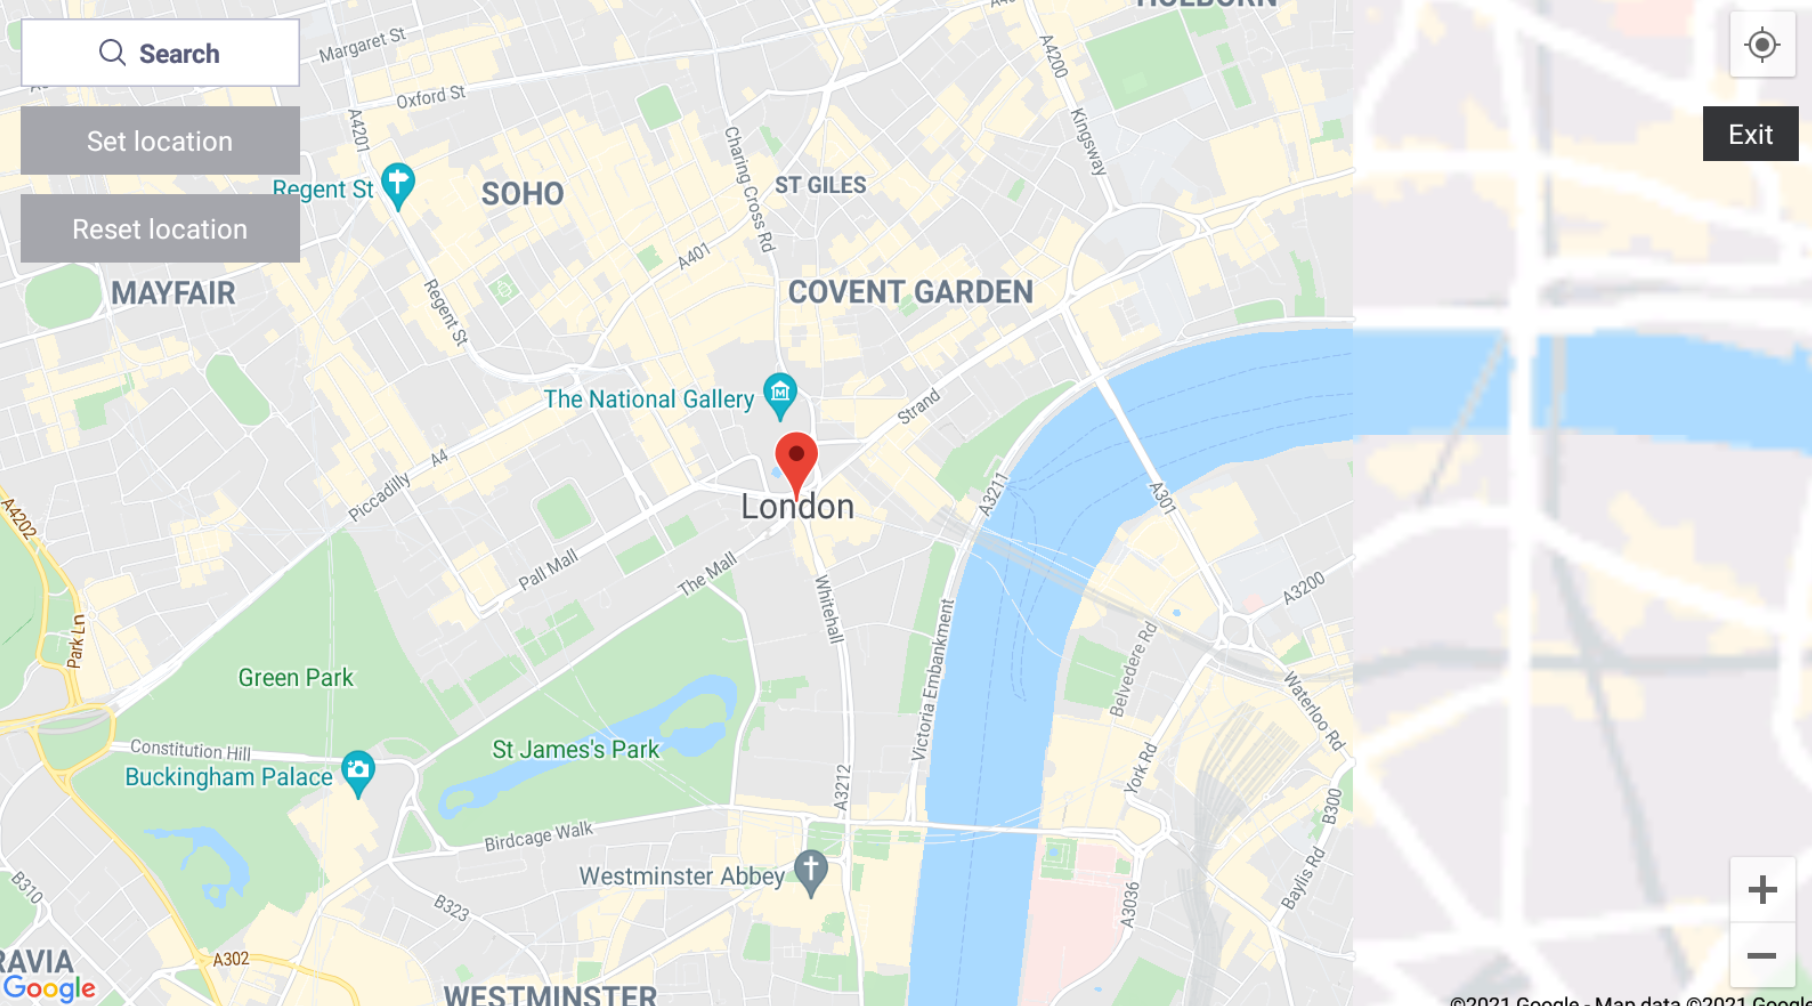 HOLBORN
Search
Margaret St
A4200
Oxford St
Set location
A4201
Kingsway
Exit
Charing Cross Rd
Regent St
SOHO
ST GILES
Reset location
A401
MAYFAIR
Regent St
COVENT GARDEN
The National Gallery
Strand
A4
Piccadilly
London
A3211
A301
A4202
Pall Mall
The Mall
Whitehall
A3200
Park Ln
Victoria Embankment
Belvedere Rd
Green Park
Waterloo Rd
Constitution Hill
St James's Park
Buckingham Palace
York Rd
A3212
B300
Birdcage Walk
Westminster Abbey
Baylis Rd
B310
B323
A3036
RAVIA
A302
Google
WESTMINSTER
©2021 Google - Map data ©2021 Google